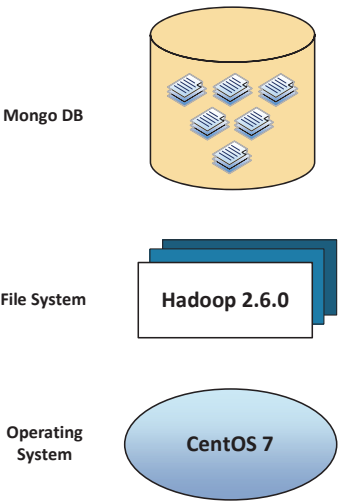 Mongo DB
File System
Hadoop 2.6.0
Operating
System
CentOS 7